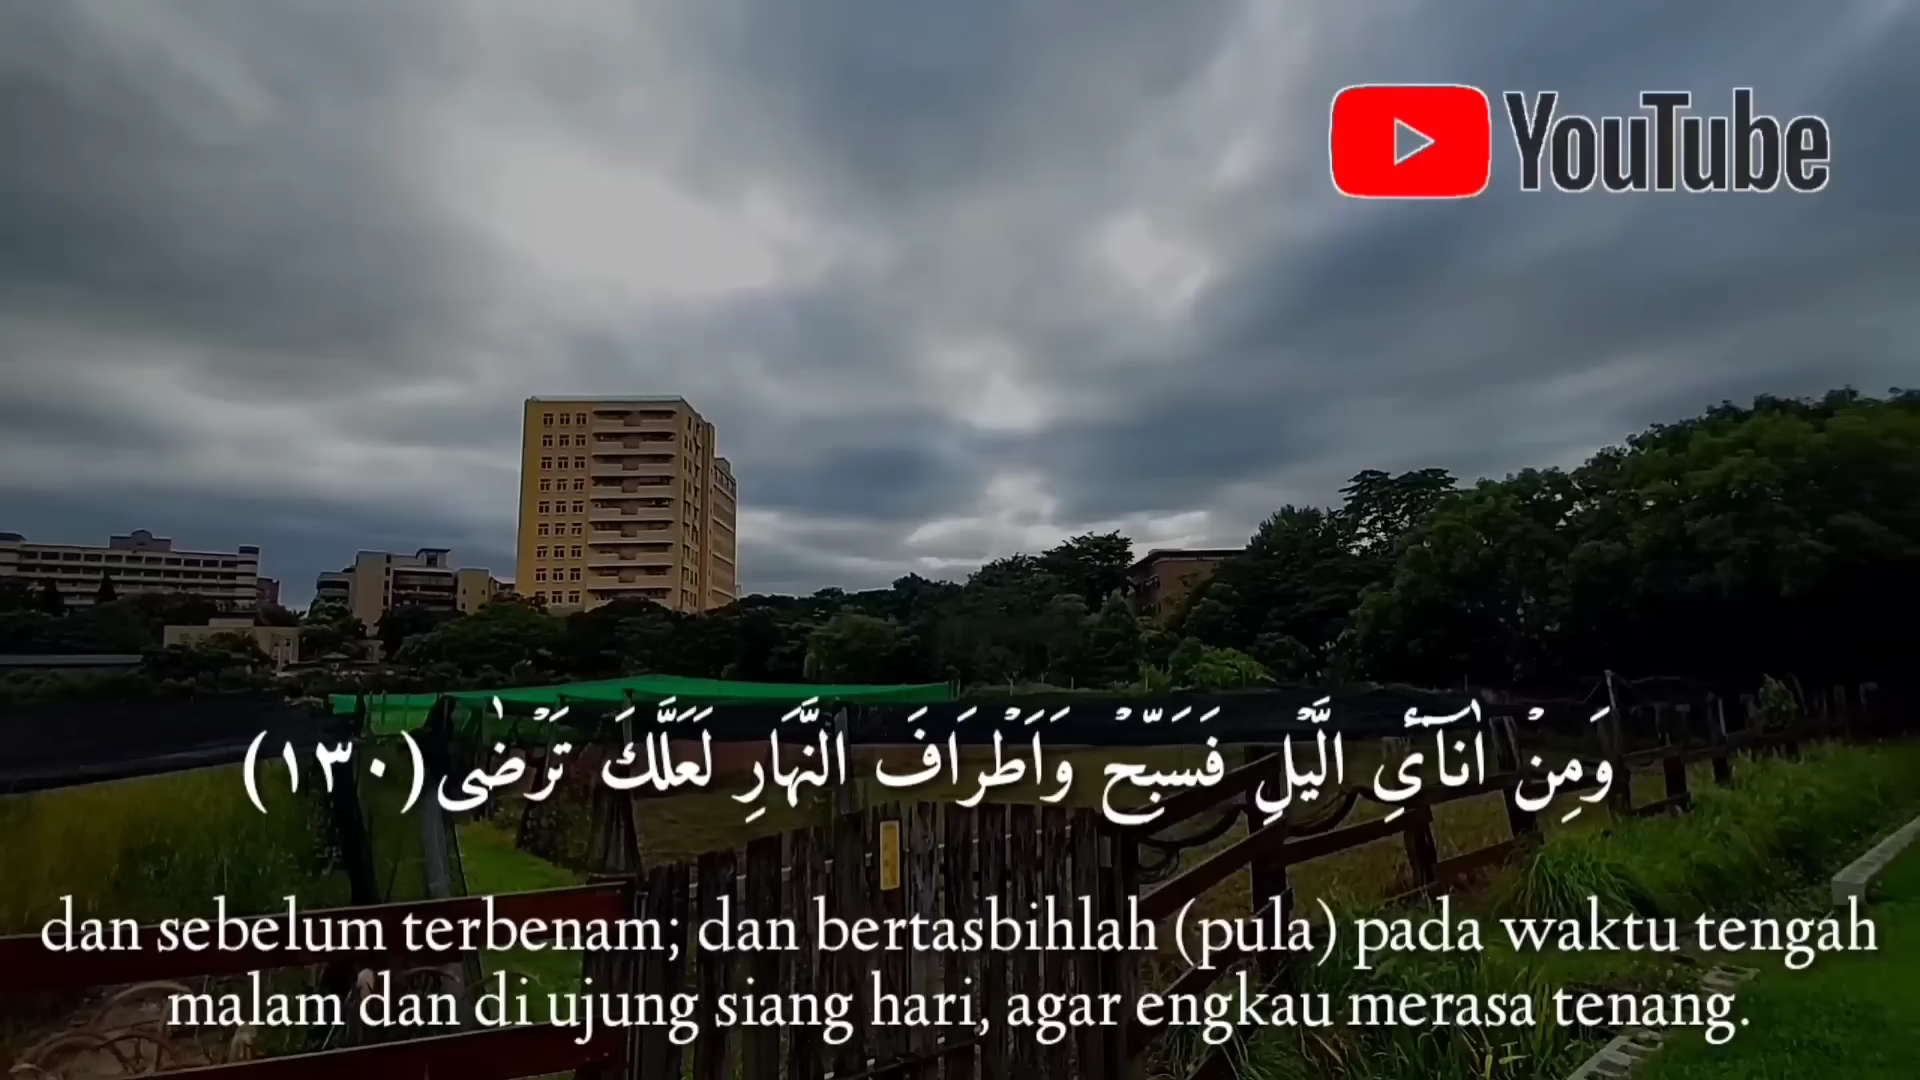 YouTube
وَمِنْ اٰنَاۤئِ الَّيْلِ فَسَبِّحْ وَاَطْرَافَ النَّهَارِ لَعَلَّكَ تَرْضٰى (١٣٠)
dan sebelum terbenam; dan bertasbihlah (pula) pada waktu tengah
malam dan di ujung siang hari, agar engkau merasa tenang.